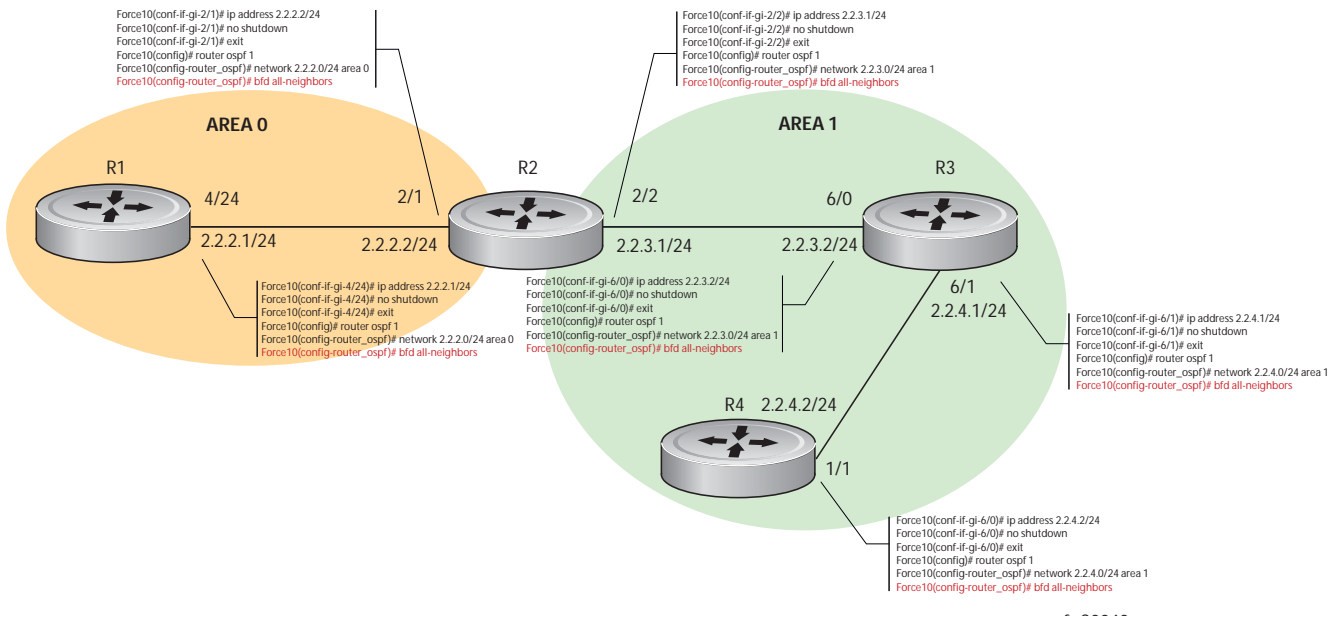 Force10(conf-if-gi-2/1)# ip address 2.2.2.2/24
Force10(conf-if-gi-2/1)# no shutdown
Force10(conf-if-gi-2/1)# exit
Force10(config)# router ospf 1
Force10(config-router_ospf)# network 2.2.2.0/24 area 0
Force10(config-router_ospf)# bfd all-neighbors
Force10(conf-if-gi-2/2)# ip address 2.2.3.1/24
Force10(conf-if-gi-2/2)# no shutdown
Force10(conf-if-gi-2/2)# exit
Force10(config)# router ospf 1
Force10(config-router_ospf)# network 2.2.3.0/24 area 1
Force10(config-router_ospf)# bfd all-neighbors
AREA 0
AREA 1
R1
R2
R3
4/24
2/1
2/2
6/0
2.2.2.1/24
2.2.2.2/24
2.2.3.1/24
2.2.3.2/24
Force10(conf-if-gi-4/24)# ip address 2.2.2.1/24
Force10(conf-if-gi-4/24)# no shutdown
Force10(conf-if-gi-4/24)# exit
Force10(config)# router ospf 1
Force10(config-router_ospf)# network 2.2.2.0/24 area 0
Force10(config-router_ospf)# bfd all-neighbors
Force10(conf-if-gi-6/0)# ip address 2.2.3.2/24
Force10(conf-if-gi-6/0)# no shutdown
Force10(conf-if-gi-6/0)# exit
Force10(config)# router ospf 1
Force10(config-router_ospf)# network 2.2.3.0/24 area 1
Force10(config-router_ospf)# bfd all-neighbors
6/1
2.2.4.1/24
Force10(conf-if-gi-6/1)# ip address 2.2.4.1/24
Force10(conf-if-gi-6/1)# no shutdown
Force10(conf-if-gi-6/1)# exit
Force10(config)# router ospf 1
Force10(config-router_ospf)# network 2.2.4.0/24 area 1
Force10(config-router_ospf)# bfd all-neighbors
R4
2.2.4.2/24
1/1
Force10(conf-if-gi-6/0)# ip address 2.2.4.2/24
Force10(conf-if-gi-6/0)# no shutdown
Force10(conf-if-gi-6/0)# exit
Force10(config)# router ospf 1
Force10(config-router_ospf)# network 2.2.4.0/24 area 1
Force10(config-router_ospf)# bfd all-neighbors